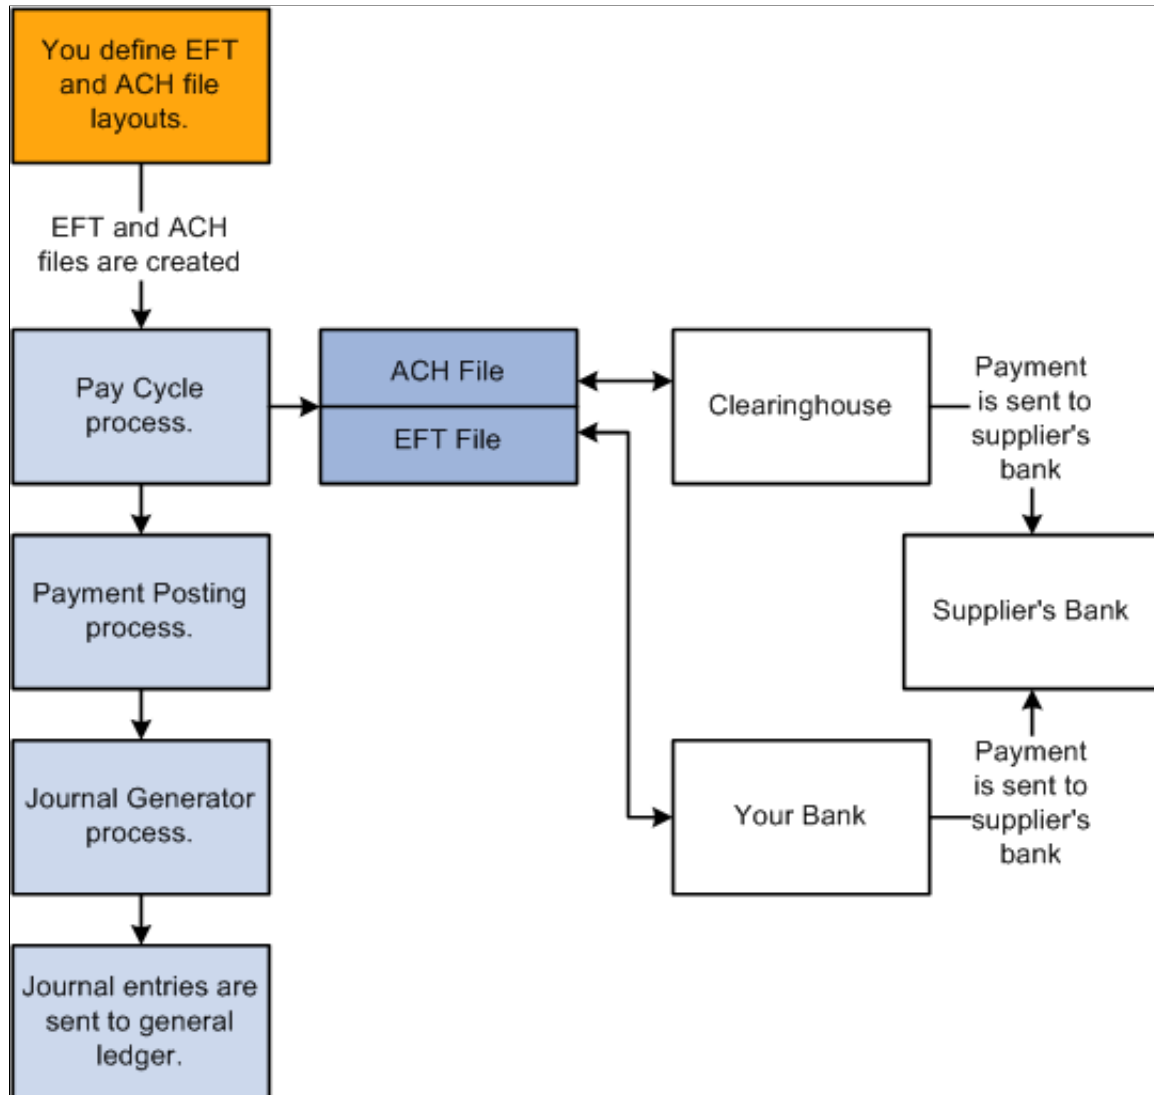 You define EFT
and ACH file
layouts.
EFT and ACH
files are created
Pay Cycle
process.
ACH File
EFT File
Clearinghouse
Payment
is sent to
supplier's
bank
Payment Posting
process.
Supplier's Bank
Journal Generator
process.
Your Bank
Payment
is sent to
supplier's
bank
Journal entries are
sent to general
ledger.